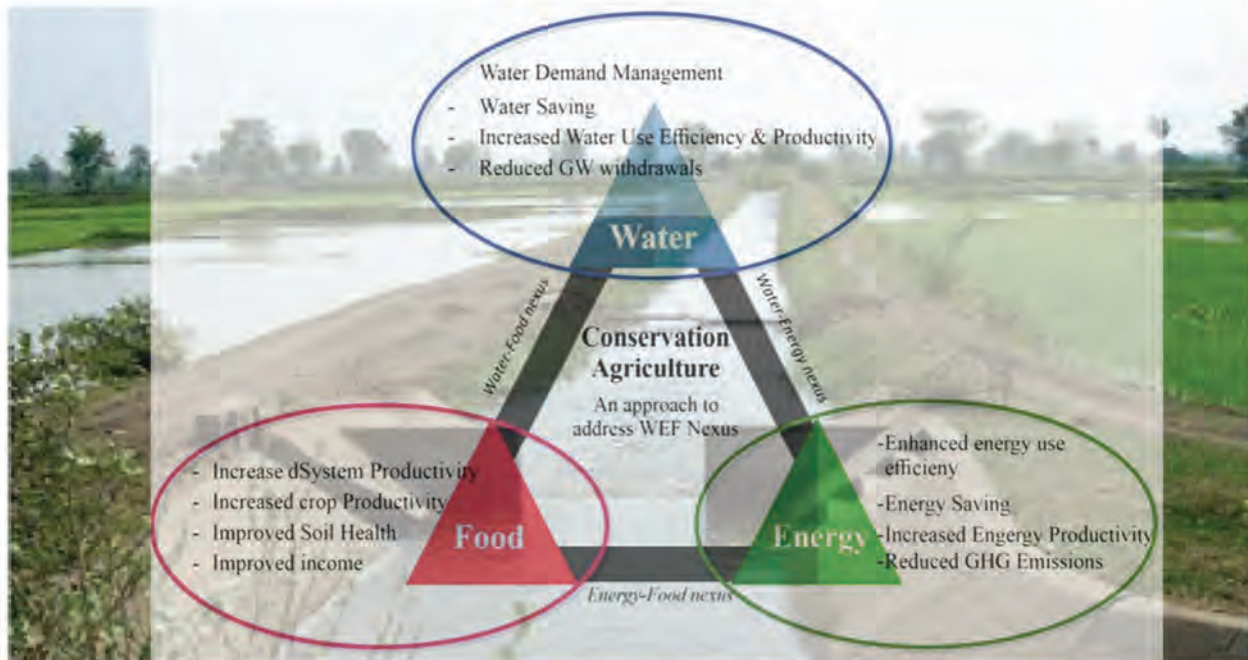 Water Demand Management
- Water Saving
- Increased Water Use Efficiency & Productivity
- Reduced GW withdrawals
Water
Water-Food nexus
Water-Energy nexus
Conservation
Agriculture
An approach to
address WEF Nexus
- Increase dSystem Productivity
- Increased crop Productivity
- Improved Soil Health
- Improved income
Food
-Enhanced energy use
efficieny
-Energy Saving
-Increased Engergy Productivity
-Reduced GHG Emissions
Energy
Energy-Food nexus